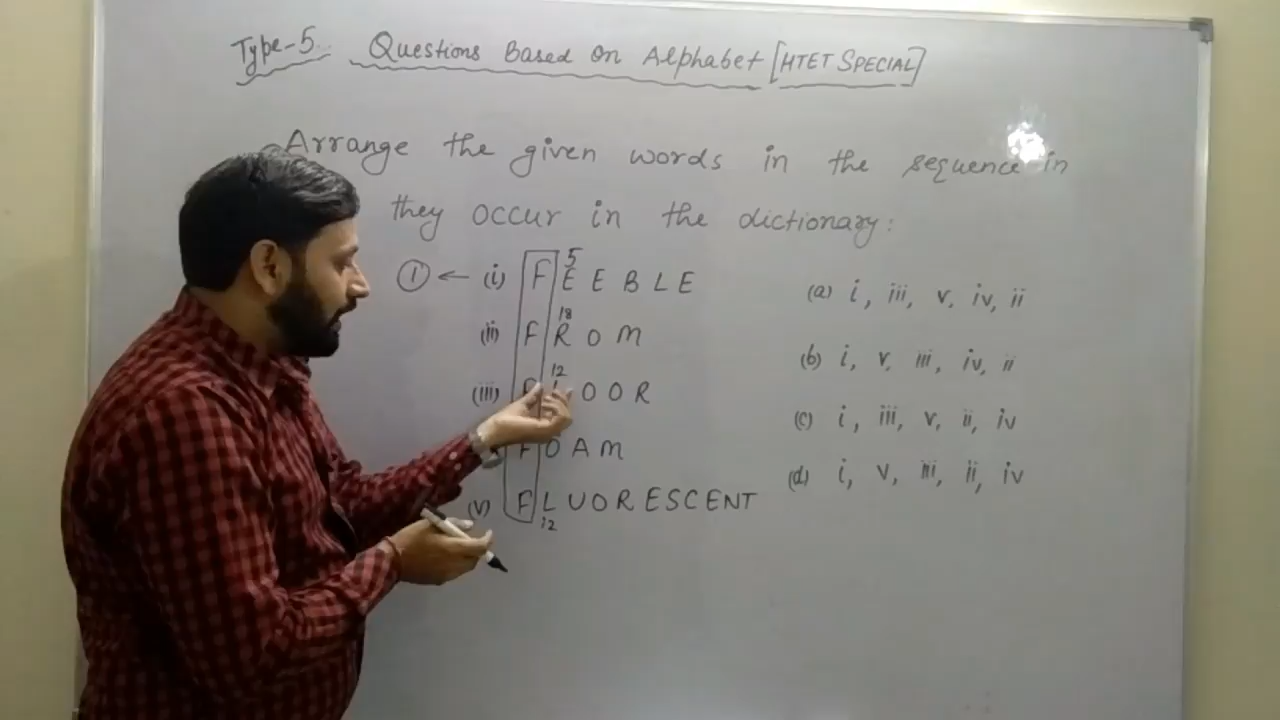 Type-5. Questions Based on Alphabet [HTET SPECIAL]
Arrange the given words in the sequence in
they occur in the dictionary:
① ← (i) F E E B L E
5
(ii) F R O M
18
(iii) O O R
12
F O A M
(v) F L U O R E S C E N T
12
(a) i, iii, v, iv, ii
(b) i, v, iii, iv, ii
(c) i, iii, v, ii, iv
(d) i, v, iii, ii, iv